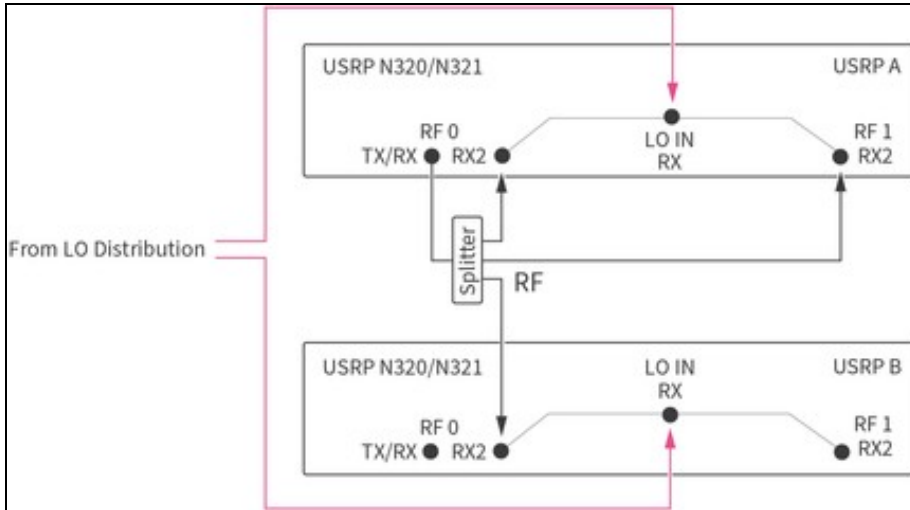 USRP N320/N321 USRP A
RF 0
TX/RX RX2
LO IN
RX
RF 1
RX2
From LO Distribution
Splitter
RF
USRP N320/N321
LO IN
RX
USRP B
RF 0
TX/RX RX2
RF 1
RX2